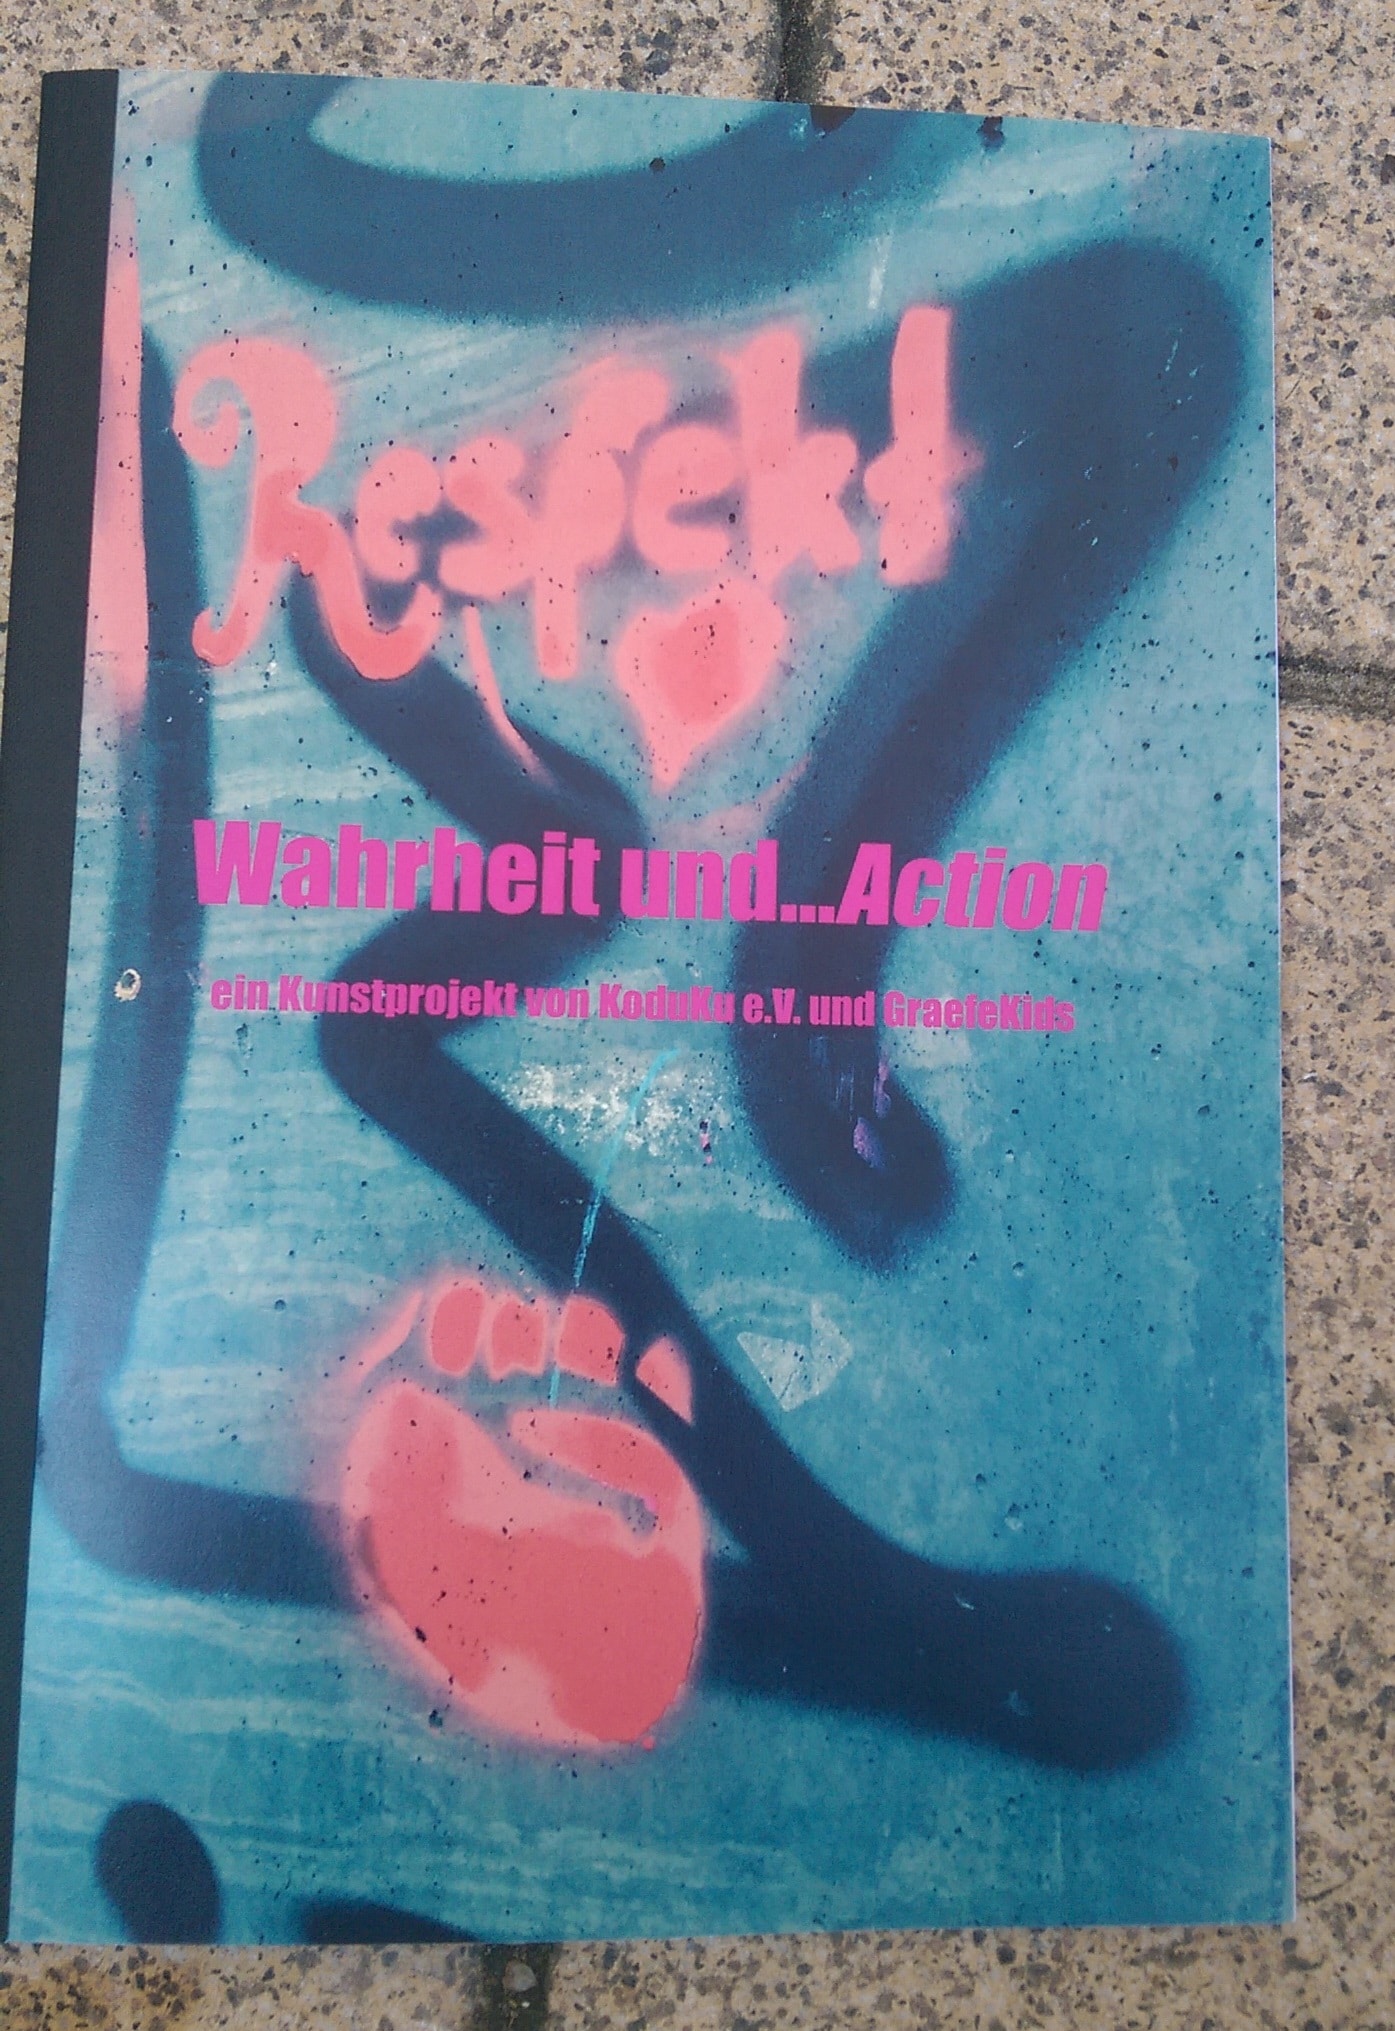 Respekt
Wahrheit und...Action
ein Kunstprojekt von KoduKu e.V. und GraefeKids